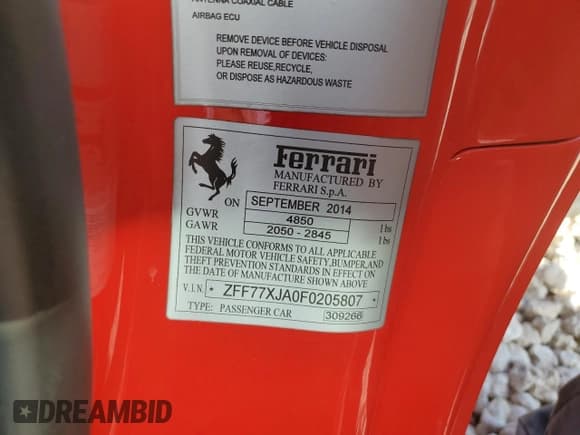 ANTENNA COAXIAL CABLE
AIRBAG ECU
REMOVE DEVICE BEFORE VEHICLE DISPOSAL
UPON REMOVAL OF DEVICES:
PLEASE REUSE,RECYCLE,
OR DISPOSE AS HAZARDOUS WASTE
Ferrari
MANUFACTURED BY
FERRARI S.p.A.
ON SEPTEMBER 2014
GVWR 4850 lbs
GAWR 2050 - 2845 lbs
THIS VEHICLE CONFORMS TO ALL APPLICABLE
FEDERAL MOTOR VEHICLE SAFETY, BUMPER, AND
THEFT PREVENTION STANDARDS IN EFFECT ON
THE DATE OF MANUFACTURE SHOWN ABOVE
V.I.N. * ZFF77XJA0F0205807 *
TYPE: PASSENGER CAR 309266
DREAMBID